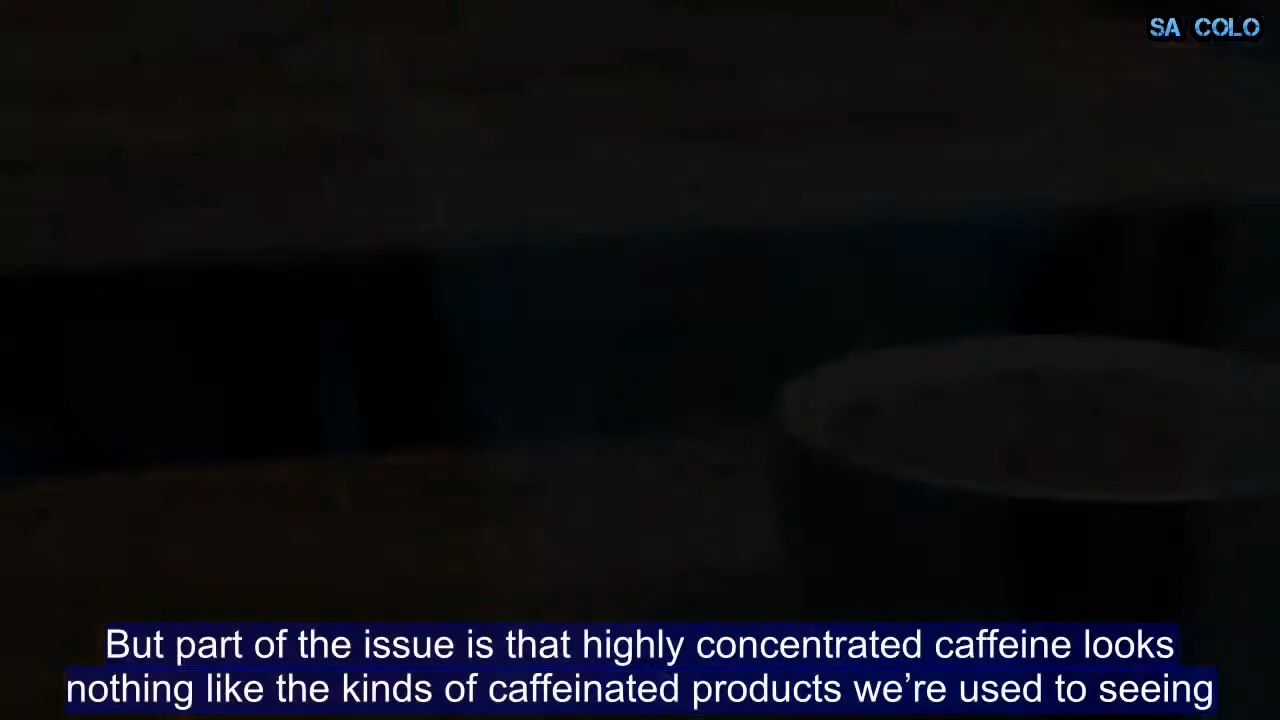 SA COLO
But part of the issue is that highly concentrated caffeine looks
nothing like the kinds of caffeinated products we’re used to seeing